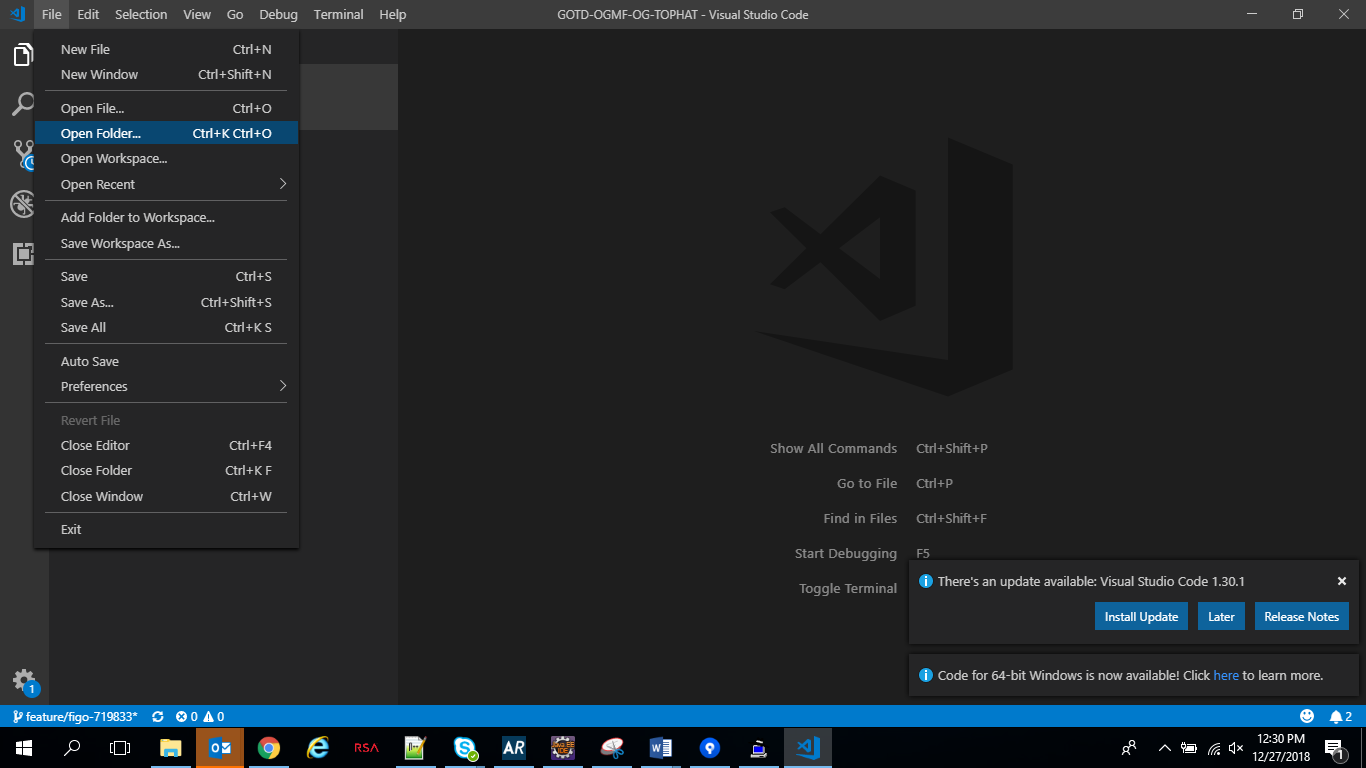 File Edit Selection View Go Debug Terminal Help GOTD-OGMF-OG-TOPHAT - Visual Studio Code
New File Ctrl+N
New Window Ctrl+Shift+N
Open File... Ctrl+O
Open Folder... Ctrl+K Ctrl+O
Open Workspace...
Open Recent
Add Folder to Workspace...
Save Workspace As...
Save Ctrl+S
Save As... Ctrl+Shift+S
Save All Ctrl+K S
Auto Save
Preferences
Revert File
Close Editor Ctrl+F4
Close Folder Ctrl+K F
Close Window Ctrl+W
Exit
Show All Commands Ctrl+Shift+P
Go to File Ctrl+P
Find in Files Ctrl+Shift+F
Start Debugging F5
Toggle Terminal
There's an update available: Visual Studio Code 1.30.1
Install Update Later Release Notes
Code for 64-bit Windows is now available! Click here to learn more.
1
feature/figo-719833* 0 0 2
RSA AR 12:30 PM
12/27/2018 1